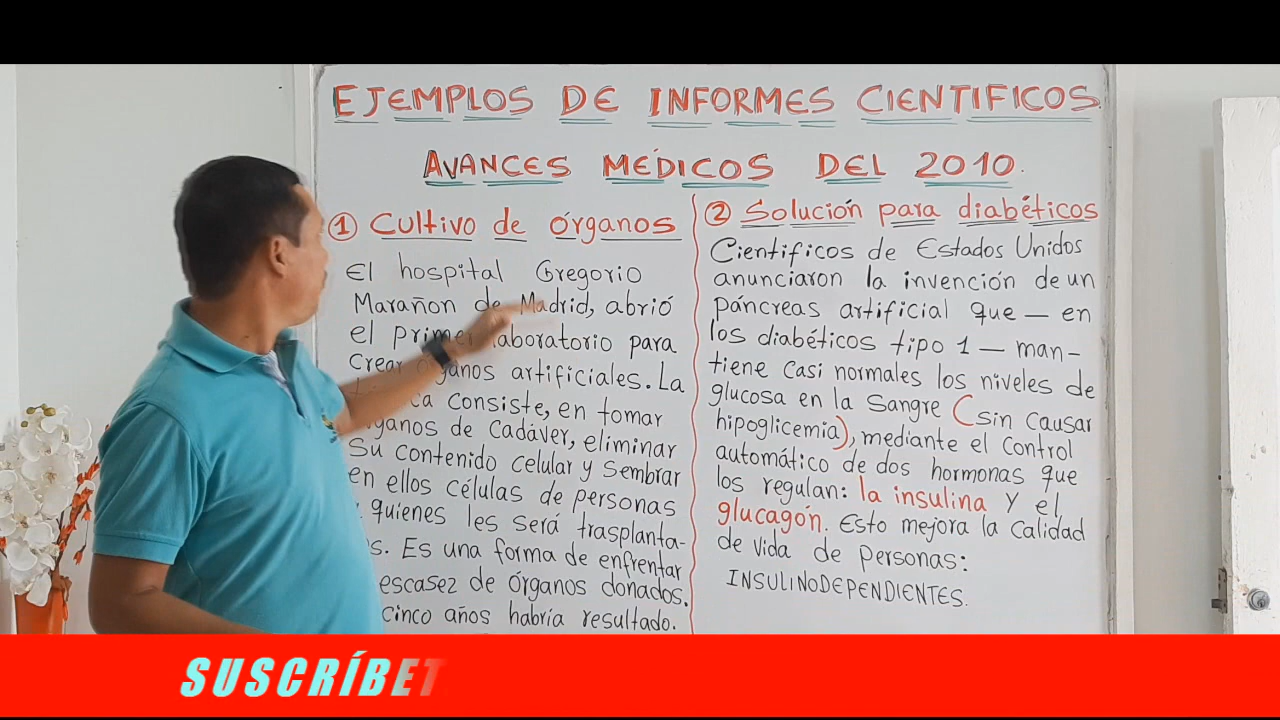 EJEMPLOS DE INFORMES CIENTIFICOS.
AVANCES MÉDICOS DEL 2010.
① Cultivo de órganos
El hospital Gregorio
Marañon de Madrid, abrió
el primer laboratorio para
crear órganos artificiales. La
ca consiste, en tomar
órganos de Cadáver, eliminar
Su contenido celular y Sembrar
en ellos células de personas
quienes les será trasplanta-
os. Es una forma de enfrentar
escasez de órganos donados.
cinco años habría resultado.
② Solución para diabéticos
Cientificos de Estados Unidos
anunciaron la invención de un
páncreas artificial que — en
los diabéticos tipo 1 — man-
tiene casi normales los niveles de
glucosa en la Sangre (sin causar
hipoglicemia), mediante el control
automático de dos hormonas que
los regulan: la insulina y el
glucagón. Esto mejora la calidad
de vida de personas:
INSULINODEPENDIENTES.
SUSCRÍBET